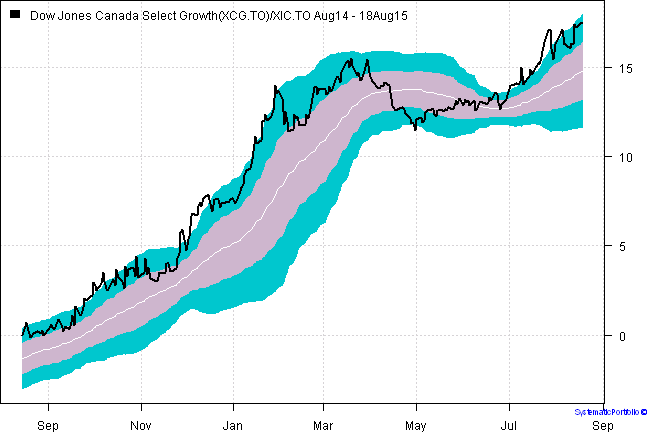 Dow Jones Canada Select Growth(XCG.TO)/XIC.TO Aug14 - 18Aug15
15
10
5
0
SystematicPortfolio ©
Sep Nov Jan Mar May Jul Sep